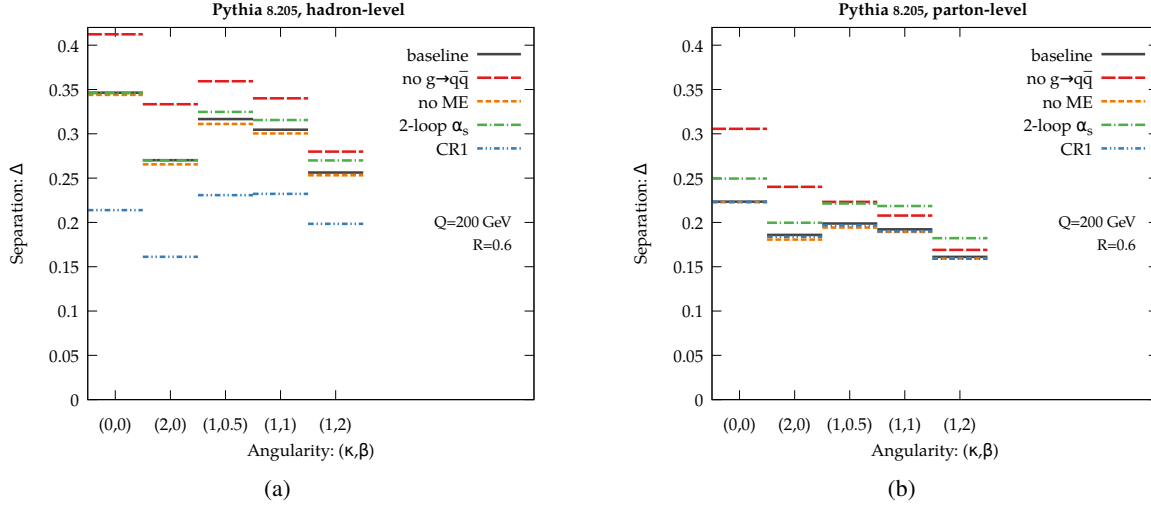 Pythia 8.205, hadron-level
Separation: Δ
0.4
0.35
0.3
0.25
0.2
0.15
0.1
0.05
0
baseline
no g→qq̅
no ME
2-loop αs
CR1
Q=200 GeV
R=0.6
(0,0) (2,0) (1,0.5) (1,1) (1,2)
Angularity: (κ,β)
(a)
Pythia 8.205, parton-level
Separation: Δ
0.4
0.35
0.3
0.25
0.2
0.15
0.1
0.05
0
baseline
no g→qq̅
no ME
2-loop αs
CR1
Q=200 GeV
R=0.6
(0,0) (2,0) (1,0.5) (1,1) (1,2)
Angularity: (κ,β)
(b)